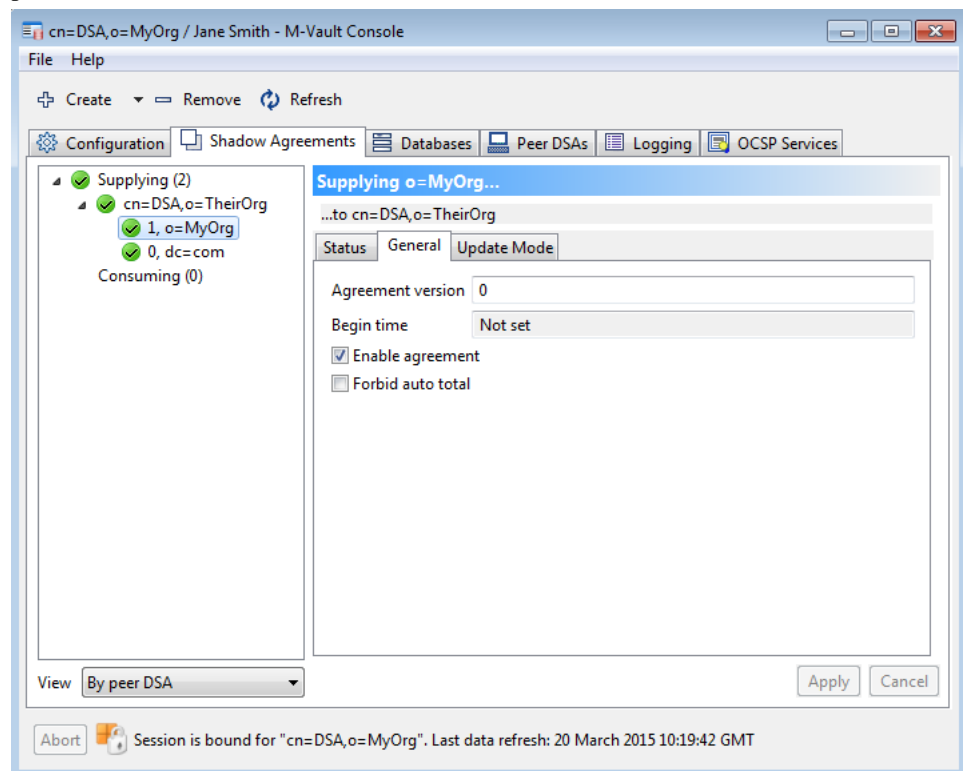 cn=DSA,o=MyOrg / Jane Smith - M-Vault Console
File Help
Create Remove Refresh
Configuration Shadow Agreements Databases Peer DSAs Logging OCSP Services
Supplying (2)
cn=DSA,o=TheirOrg
1, o=MyOrg
0, dc=com
Consuming (0)
Supplying o=MyOrg...
...to cn=DSA,o=TheirOrg
Status General Update Mode
Agreement version 0
Begin time Not set
Enable agreement
Forbid auto total
View By peer DSA
Apply Cancel
Abort Session is bound for "cn=DSA,o=MyOrg". Last data refresh: 20 March 2015 10:19:42 GMT